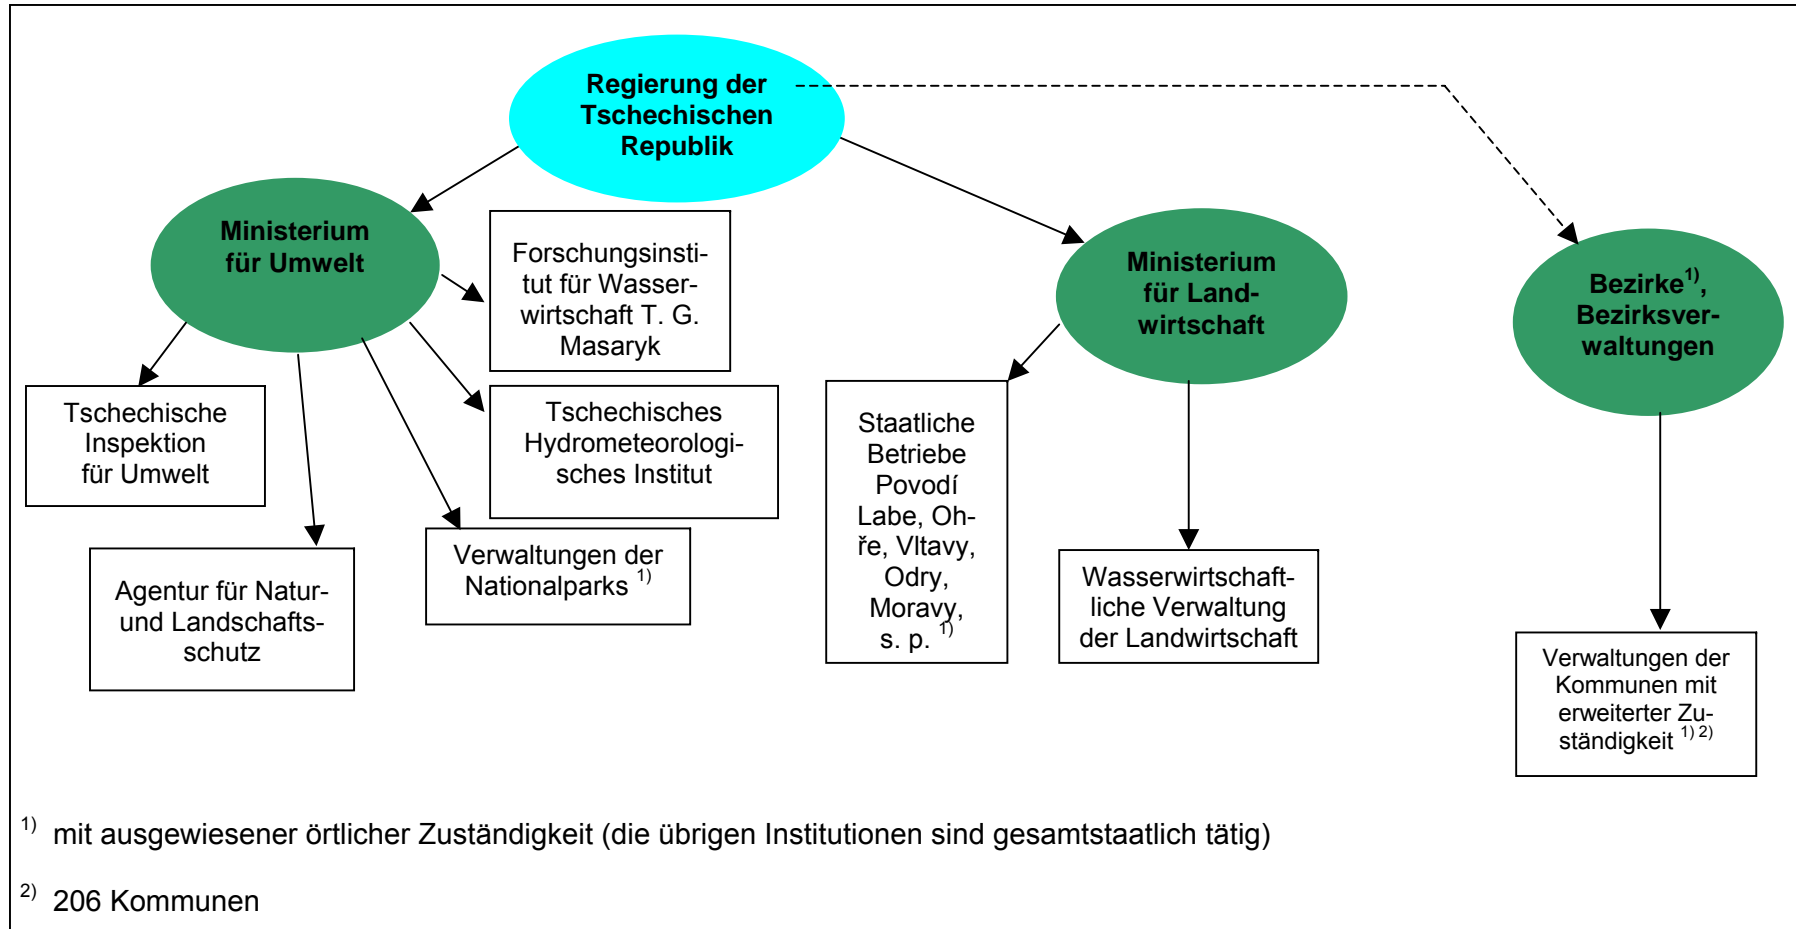 Regierung der
Tschechischen
Republik
Ministerium
für Umwelt
Forschungsinsti-
tut für Wasser-
wirtschaft T. G.
Masaryk
Ministerium
für Land-
wirtschaft
Bezirke1),
Bezirksver-
waltungen
Tschechische
Inspektion
für Umwelt
Tschechisches
Hydrometeorologi-
sches Institut
Staatliche
Betriebe
Povodí
Labe, Oh-
ře, Vltavy,
Odry,
Moravy,
s. p. 1)
Agentur für Natur-
und Landschafts-
schutz
Verwaltungen der
Nationalparks 1)
Wasserwirtschaft-
liche Verwaltung
der Landwirtschaft
Verwaltungen der
Kommunen mit
erweiterter Zu-
ständigkeit 1) 2)
1) mit ausgewiesener örtlicher Zuständigkeit (die übrigen Institutionen sind gesamtstaatlich tätig)
2) 206 Kommunen